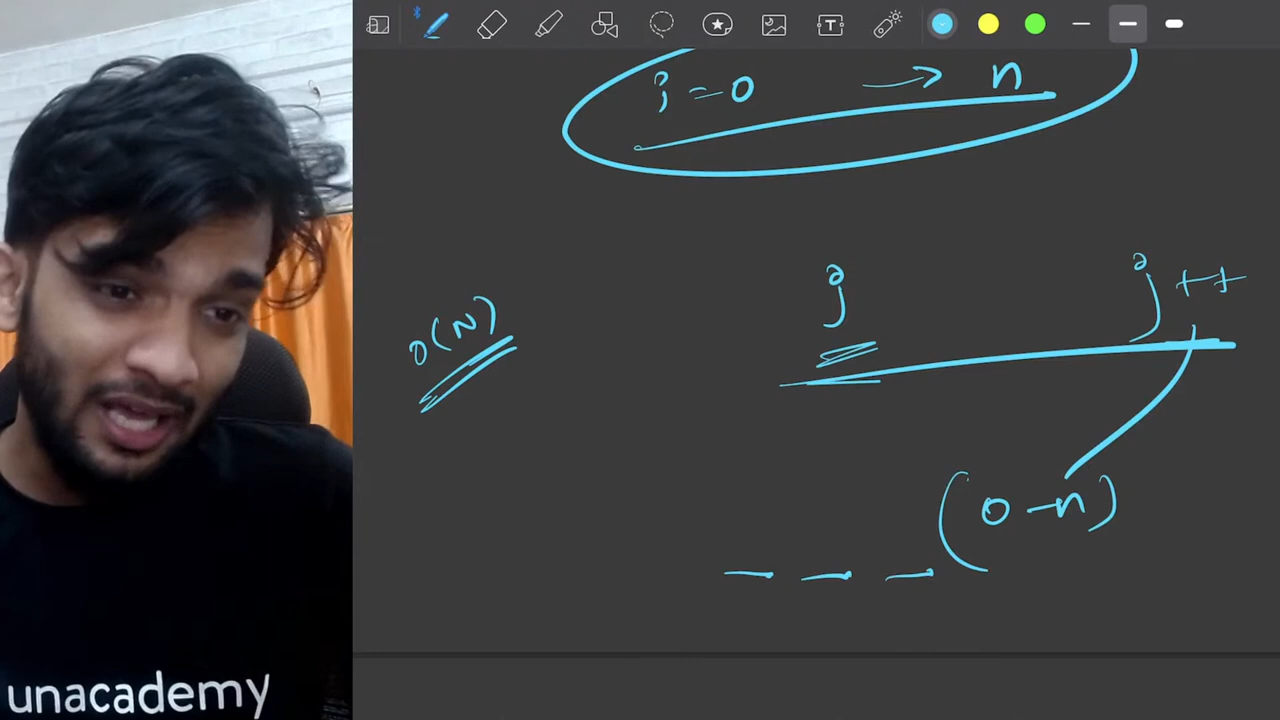 i=0 → n
j j++
O(N)
(0-n)
unacademy